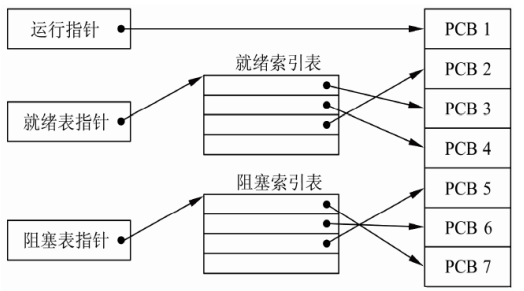 运行指针
就绪表指针
阻塞表指针
就绪索引表
阻塞索引表
PCB 1
PCB 2
PCB 3
PCB 4
PCB 5
PCB 6
PCB 7